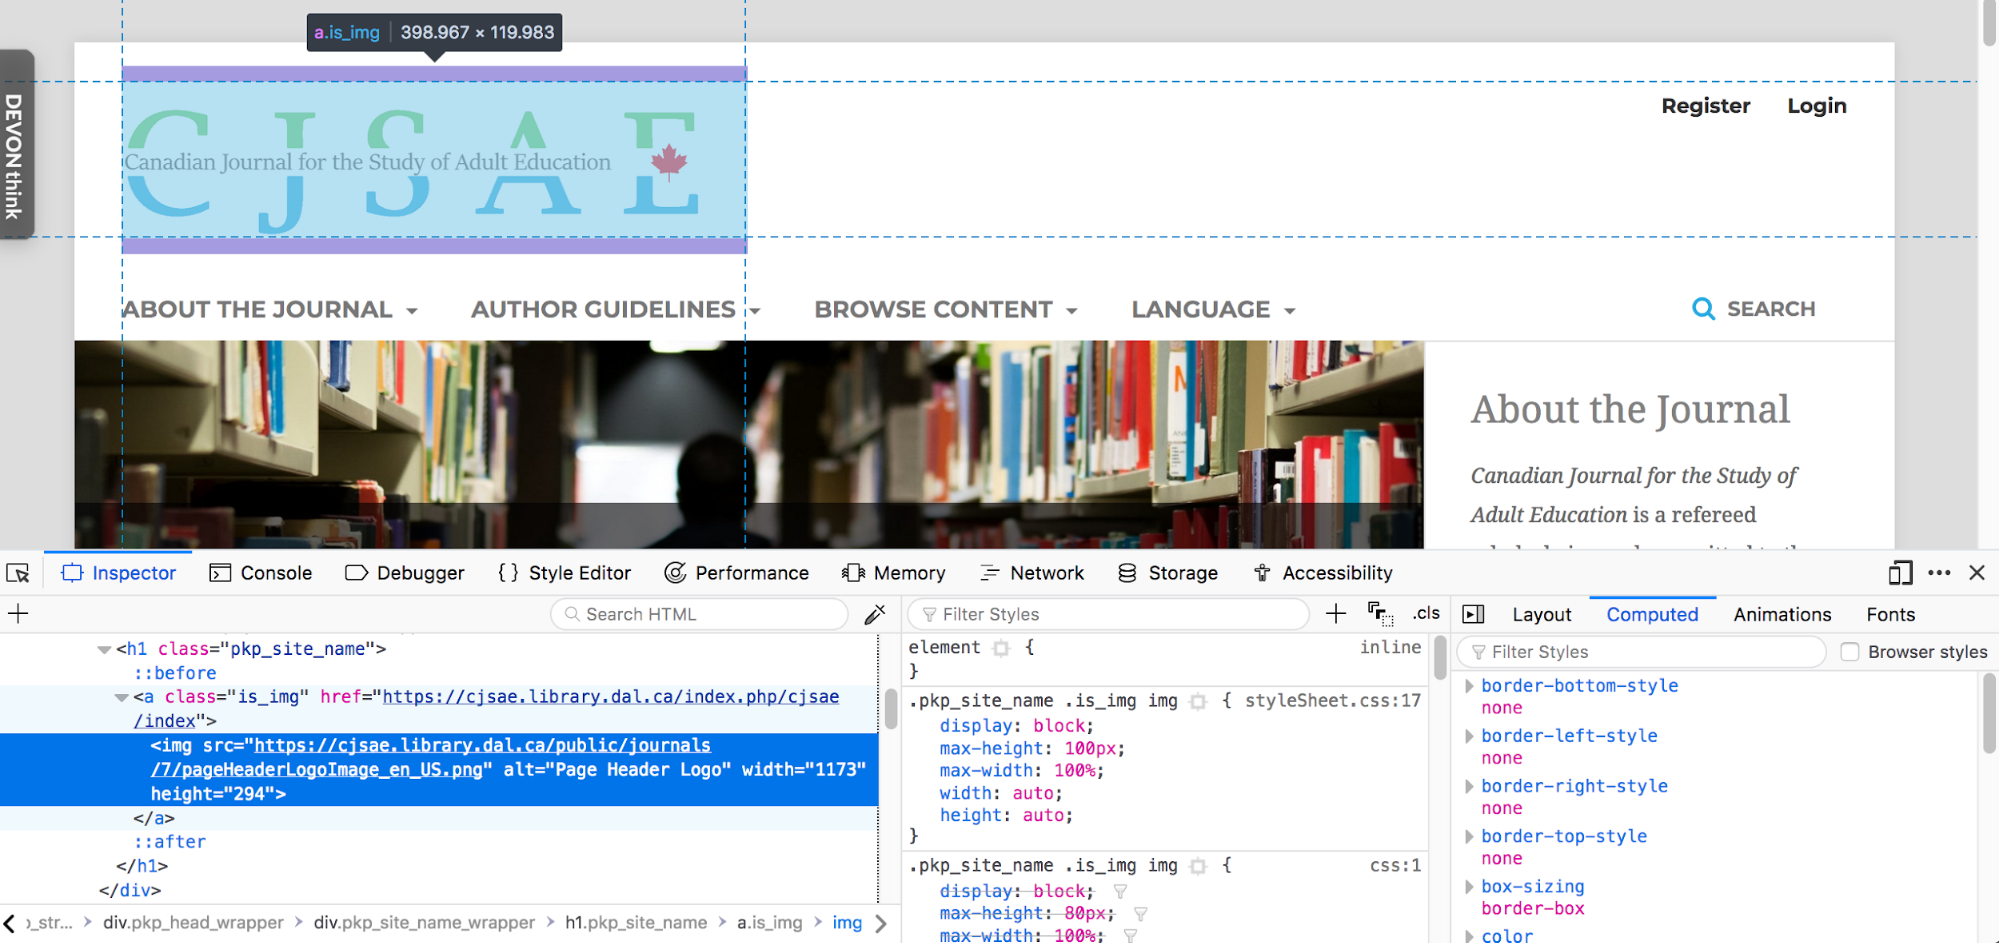 a.is_img | 398.967 × 119.983
DEVONthink
Register Login
CJSAE
Canadian Journal for the Study of Adult Education
ABOUT THE JOURNAL AUTHOR GUIDELINES BROWSE CONTENT LANGUAGE SEARCH
About the Journal
Canadian Journal for the Study of
Adult Education is a refereed
Inspector Console Debugger {} Style Editor Performance Memory Network Storage Accessibility
Search HTML
<h1 class="pkp_site_name">
::before
<a class="is_img" href="https://cjsae.library.dal.ca/index.php/cjsae
/index">
<img src="https://cjsae.library.dal.ca/public/journals
/7/pageHeaderLogoImage_en_US.png" alt="Page Header Logo" width="1173"
height="294">
</a>
::after
</h1>
</div>
ꓸstr... > div.pkp_head_wrapper > div.pkp_site_name_wrapper > h1.pkp_site_name > a.is_img > img
Filter Styles + .cls
element { inline
}
.pkp_site_name .is_img img { styleSheet.css:17
display: block;
max-height: 100px;
max-width: 100%;
width: auto;
height: auto;
}
.pkp_site_name .is_img img { css:1
display: block;
max-height: 80px;
max-width: 100%;
Layout Computed Animations Fonts
Filter Styles Browser styles
border-bottom-style
none
border-left-style
none
border-right-style
none
border-top-style
none
box-sizing
border-box
color